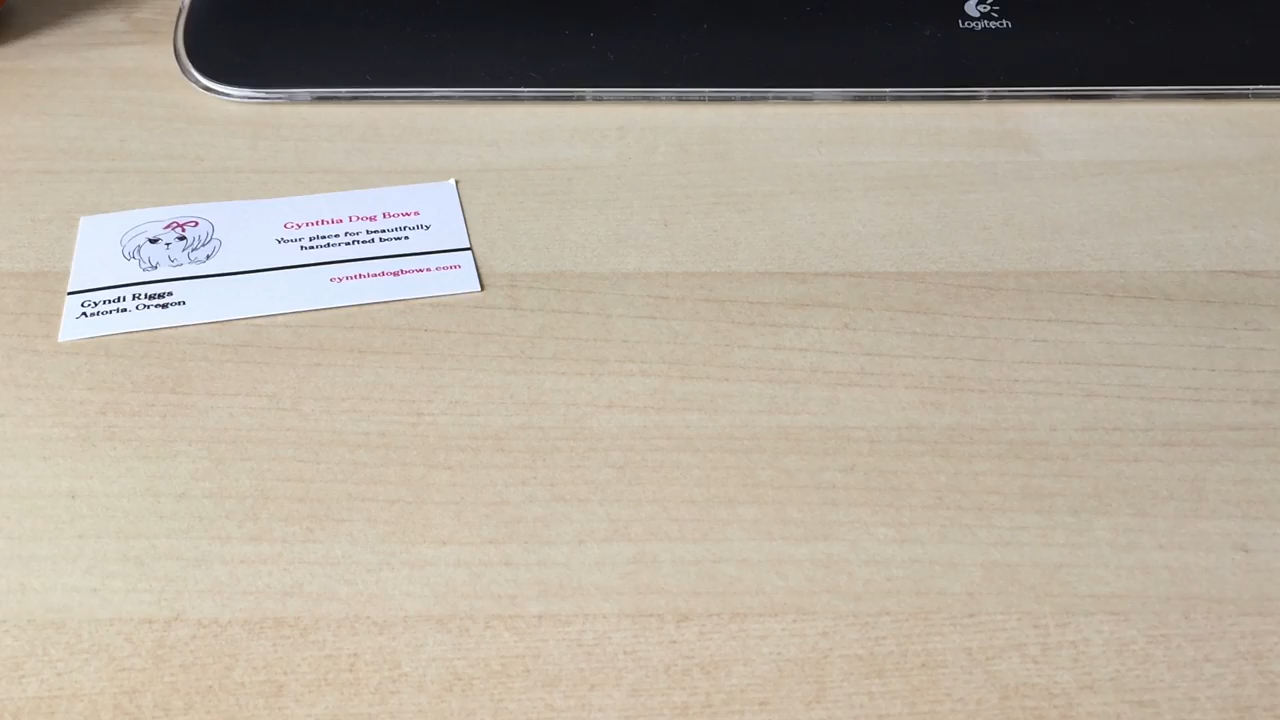 Logitech
Cynthia Dog Bows
Your place for beautifully
handcrafted bows
cynthiadogbows.com
Cyndi Riggs
Astoria, Oregon